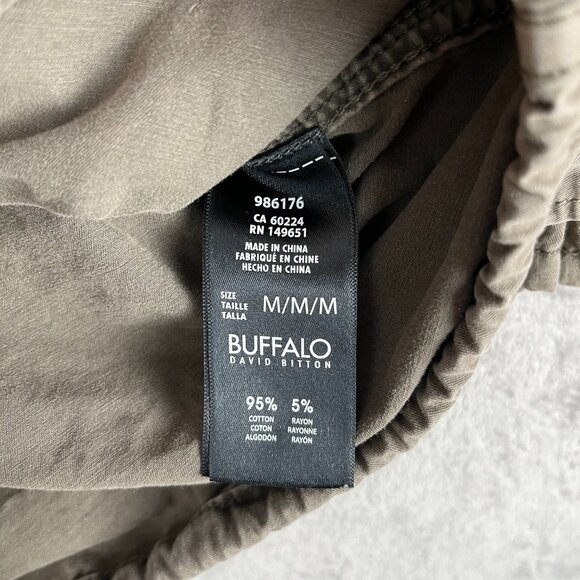 986176
CA 60224
RN 149651
MADE IN CHINA
FABRIQUÉ EN CHINE
HECHO EN CHINA
SIZE
TAILLE M/M/M
TALLA
BUFFALO
DAVID BITTON
95% 5%
COTTON RAYON
COTON RAYONNE
ALGODÓN RAYÓN